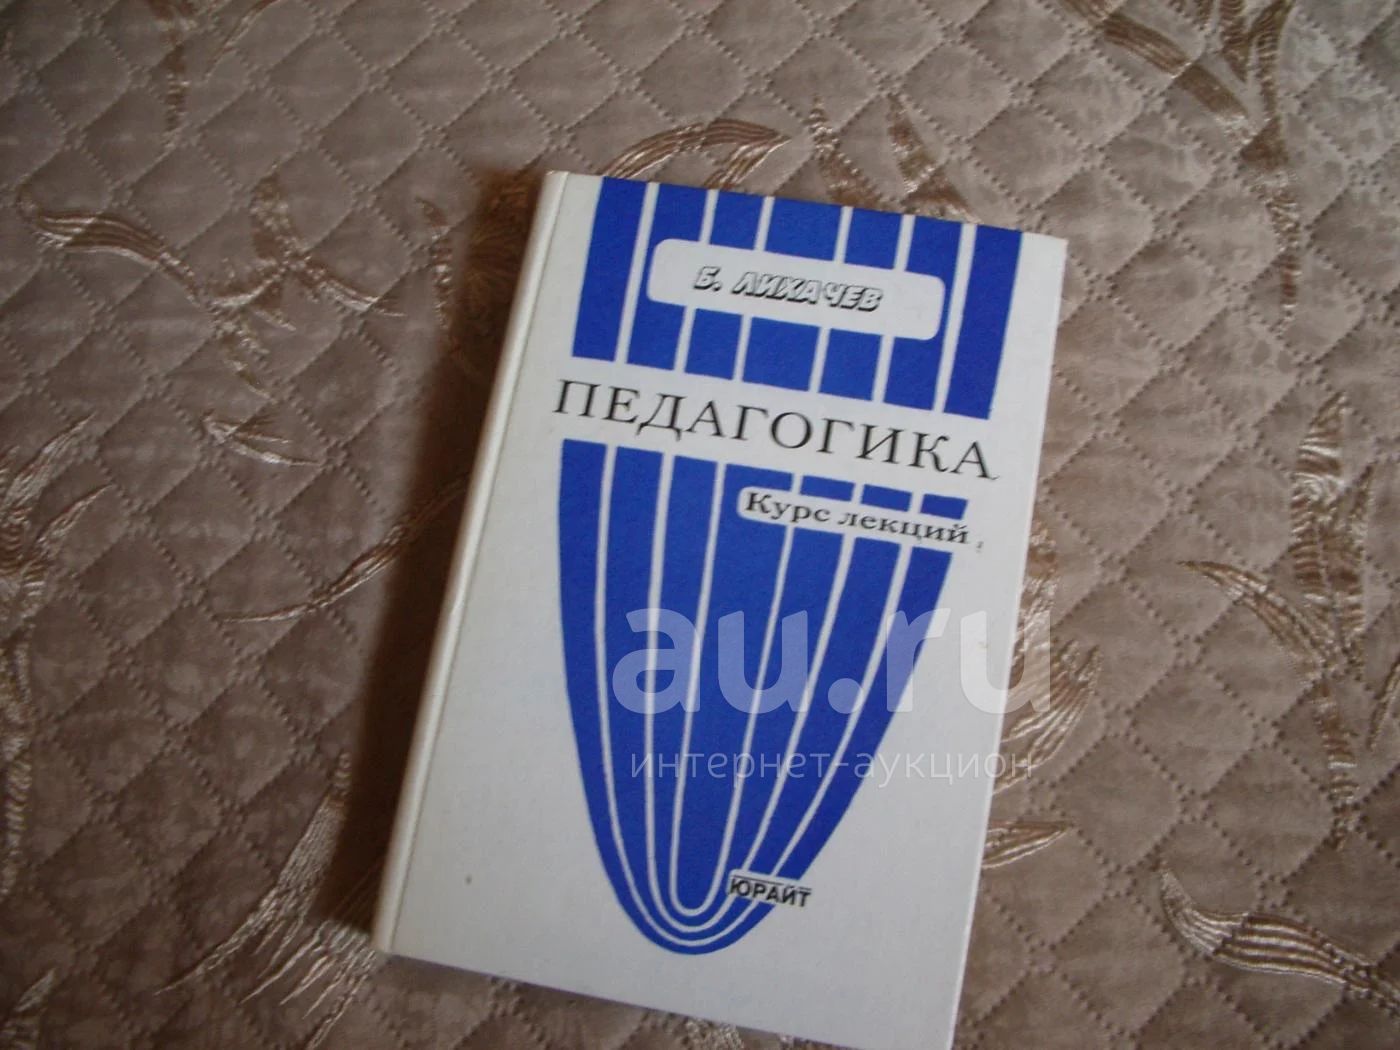 Б. ЛИХАЧЕВ
ПЕДАГОГИКА
Курс лекций
au.ru
интернет-аукцион
ЮРАЙТ